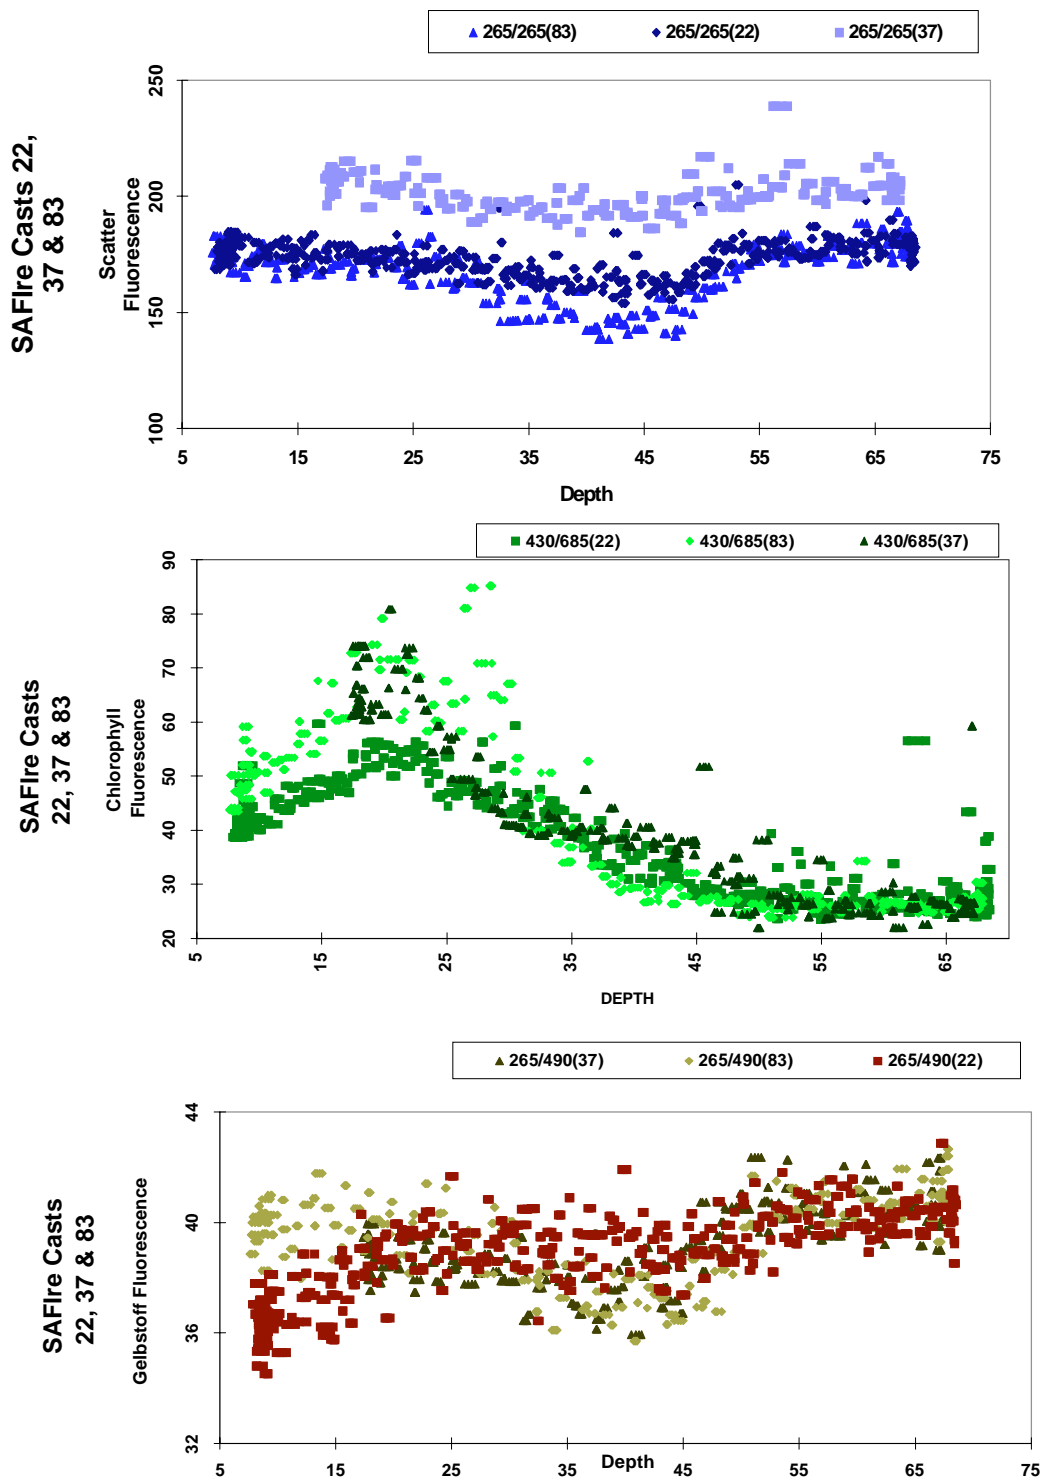 265/265(83) 265/265(22) 265/265(37)
SAFIre Casts 22,
37 & 83
Scatter
Fluorescence
250
200
150
100
5 15 25 35 45 55 65 75
Depth
430/685(22) 430/685(83) 430/685(37)
SAFIre Casts
22, 37 & 83
Chlorophyll
Fluorescence
90
80
70
60
50
40
30
20
5 15 25 35 45 55 65
DEPTH
265/490(37) 265/490(83) 265/490(22)
SAFIre Casts
22, 37 & 83
Gelbstoff Fluorescence
44
40
36
32
5 15 25 35 45 55 65 75
Depth